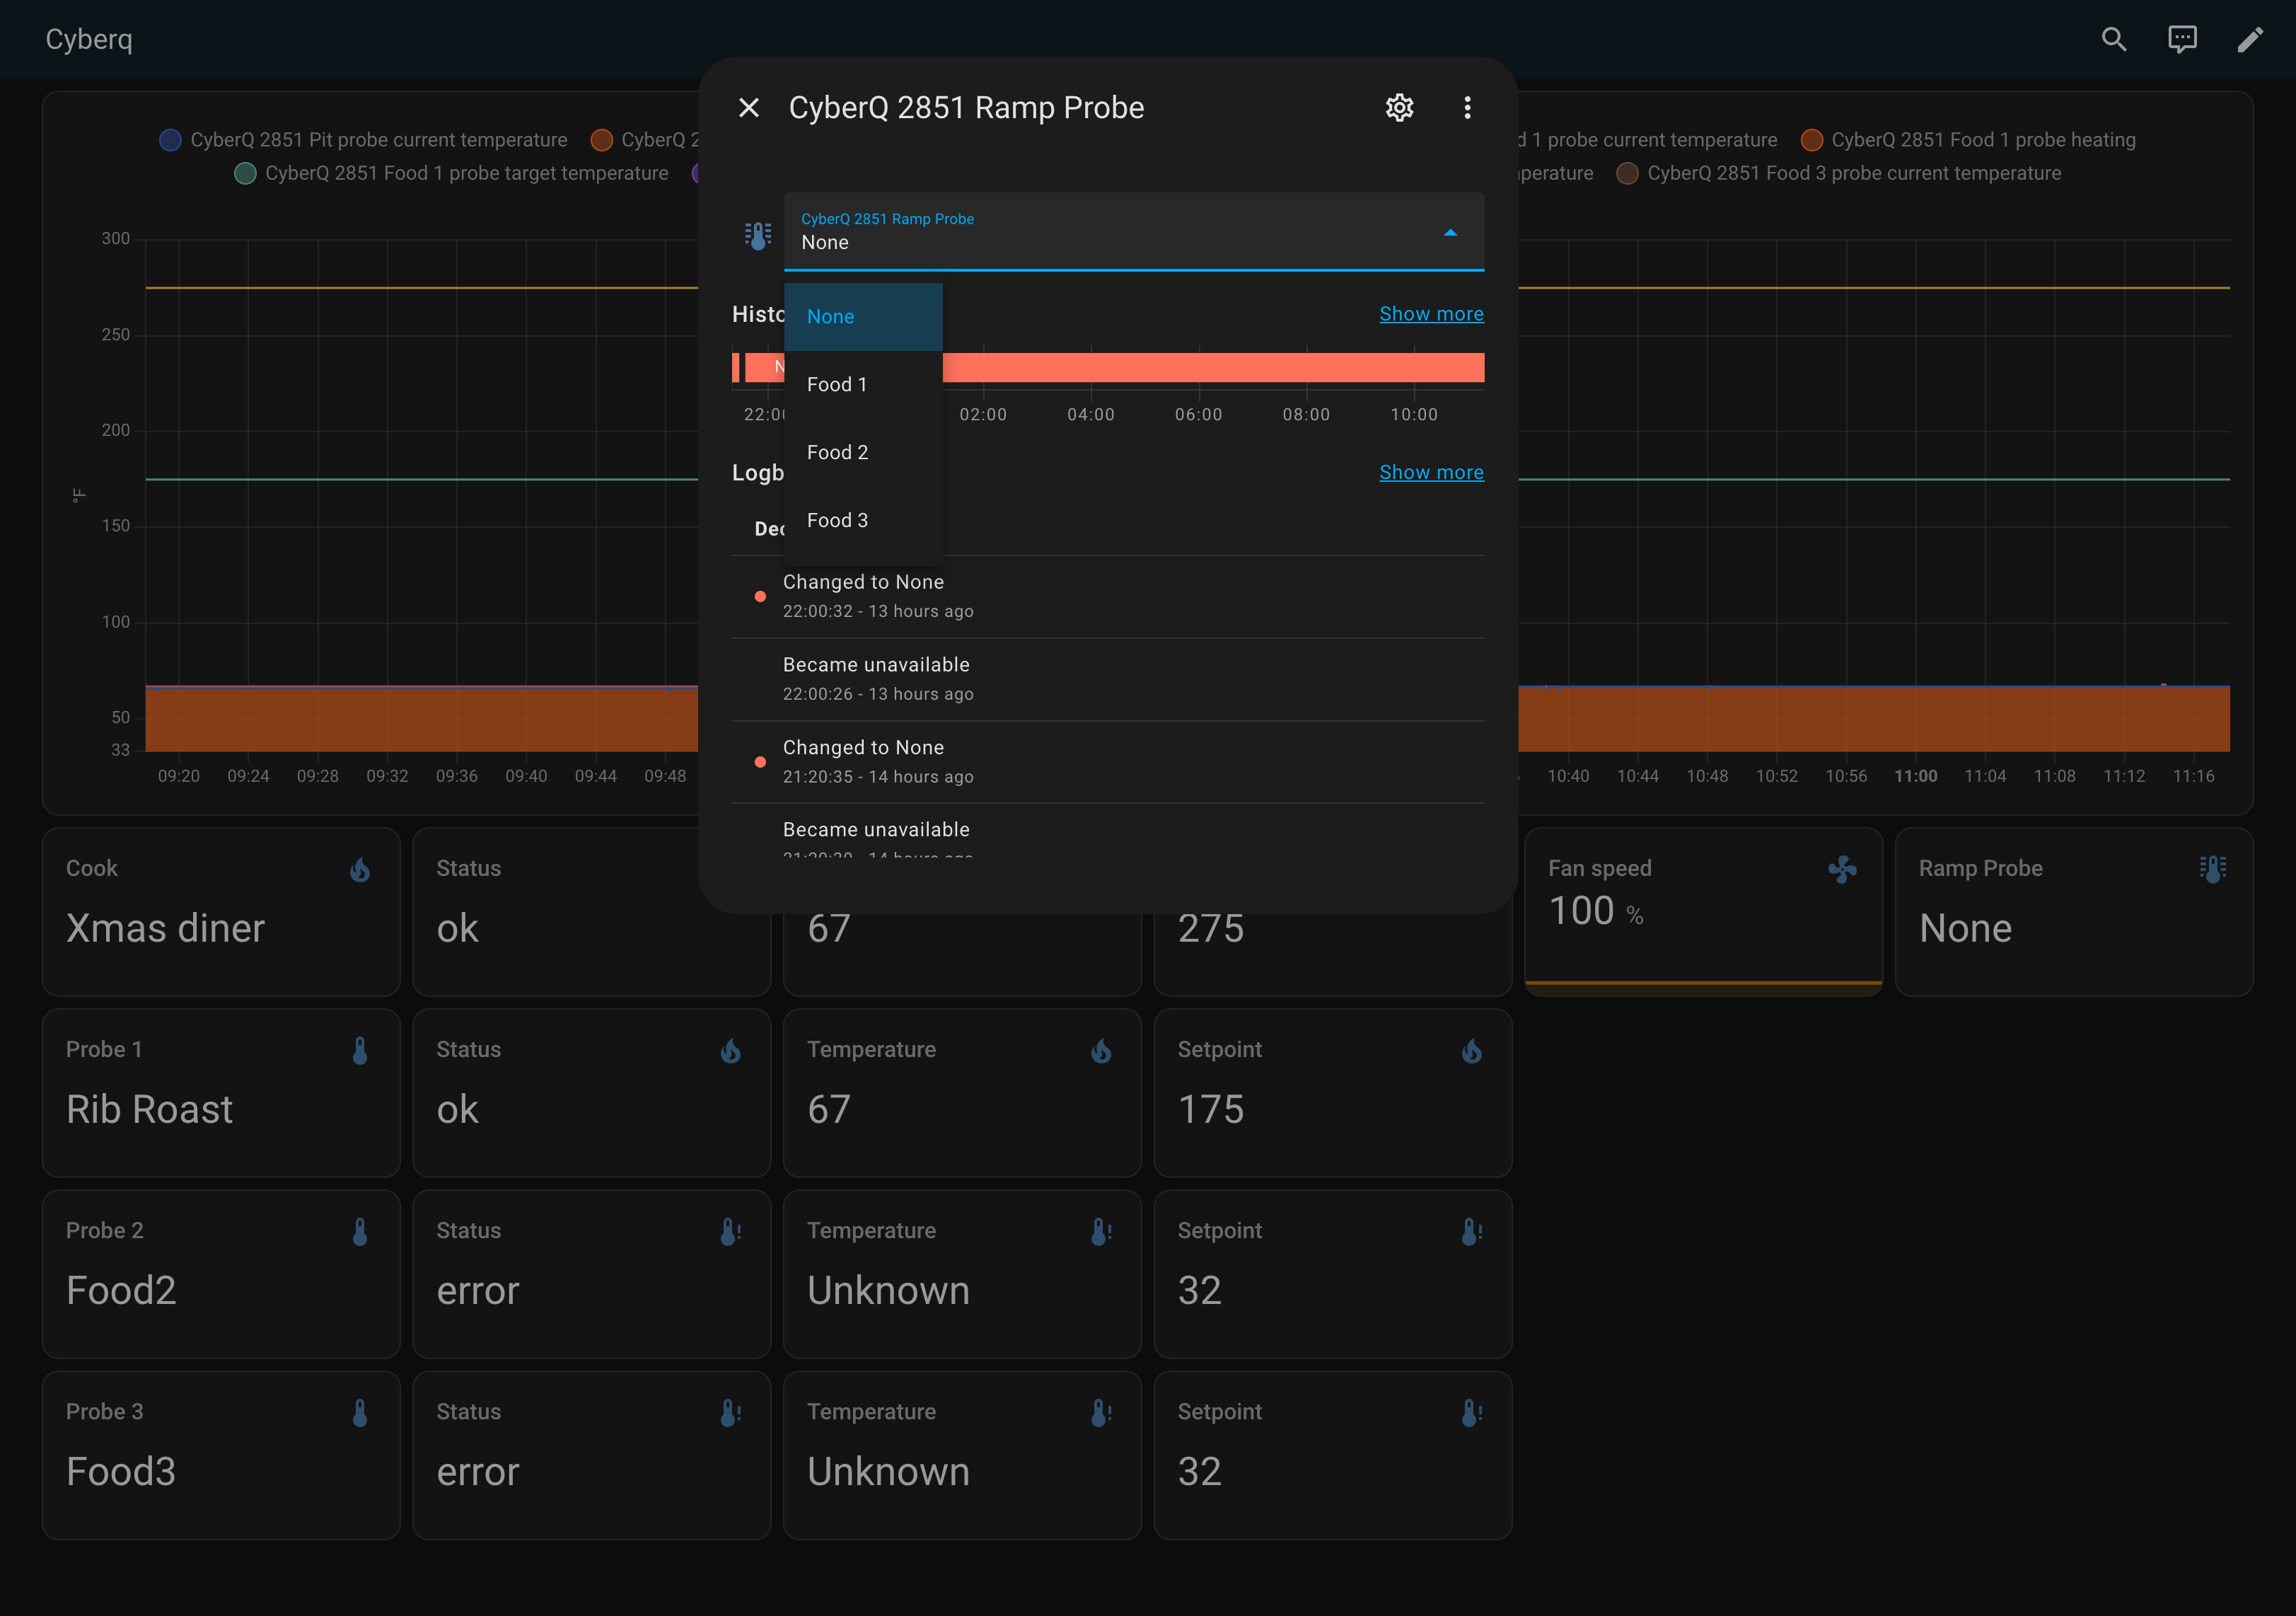 Cyberq
CyberQ 2851 Ramp Probe
CyberQ 2851 Pit probe current temperature
CyberQ 2
d 1 probe current temperature
CyberQ 2851 Food 1 probe heating
CyberQ 2851 Food 1 probe target temperature
perature
CyberQ 2851 Food 3 probe current temperature
CyberQ 2851 Ramp Probe
None
None
Food 1
Food 2
Food 3
Histo
Show more
N
22:00
02:00
04:00
06:00
08:00
10:00
Logb
Show more
Dec
Changed to None
22:00:32 - 13 hours ago
Became unavailable
22:00:26 - 13 hours ago
Changed to None
21:20:35 - 14 hours ago
Became unavailable
300
250
200
°F
150
100
50
33
09:20
09:24
09:28
09:32
09:36
09:40
09:44
09:48
10:40
10:44
10:48
10:52
10:56
11:00
11:04
11:08
11:12
11:16
Cook
Xmas diner
Status
ok
67
275
Fan speed
100 %
Ramp Probe
None
Probe 1
Rib Roast
Status
ok
Temperature
67
Setpoint
175
Probe 2
Food2
Status
error
Temperature
Unknown
Setpoint
32
Probe 3
Food3
Status
error
Temperature
Unknown
Setpoint
32